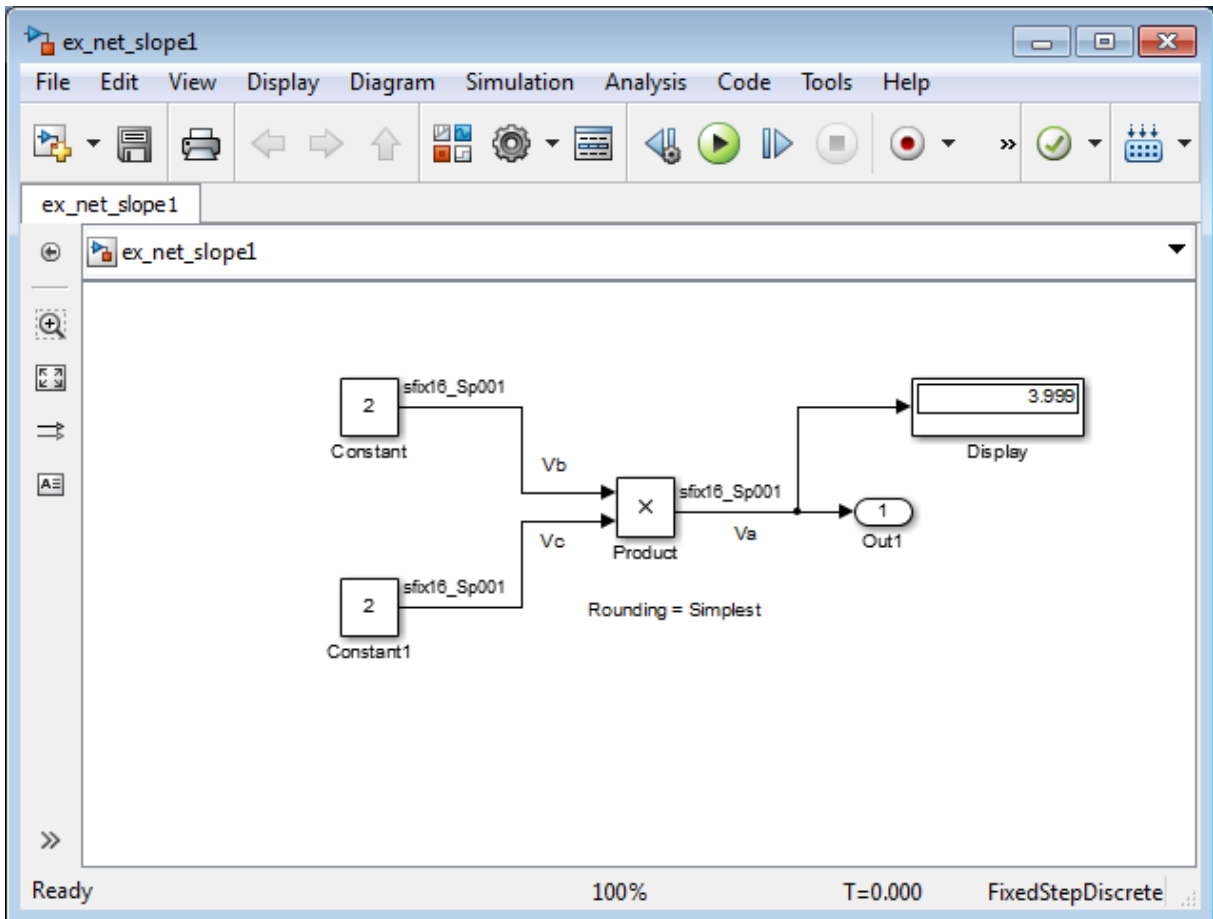 ex_net_slope1
File Edit View Display Diagram Simulation Analysis Code Tools Help
ex_net_slope1
ex_net_slope1
2
sfix16_Sp001
Constant
Vb
3.999
Display
×
sfix16_Sp001
Product
Va
1
Out1
Vc
2
sfix16_Sp001
Constant1
Rounding = Simplest
Ready 100% T=0.000 FixedStepDiscrete